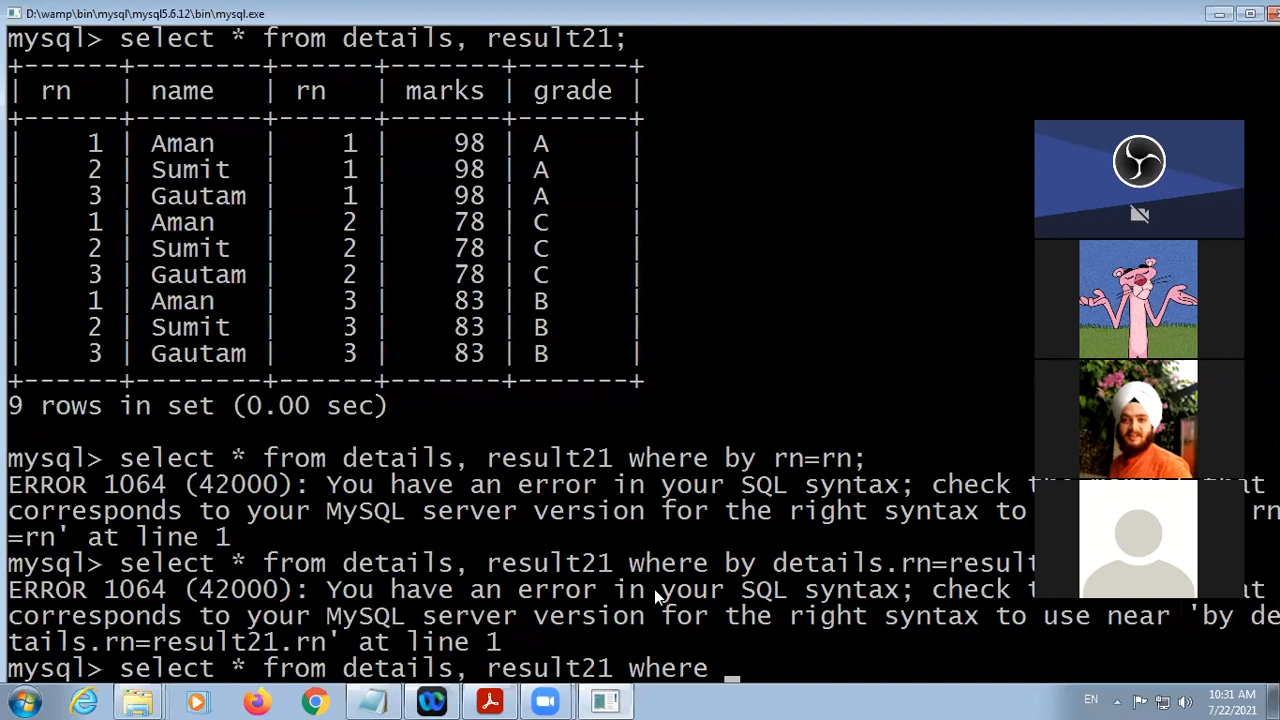 D:\wamp\bin\mysql\mysql5.6.12\bin\mysql.exe
mysql> select * from details, result21;
+------+--------+------+-------+-------+
| rn | name | rn | marks | grade |
+------+--------+------+-------+-------+
| 1 | Aman | 1 | 98 | A |
| 2 | Sumit | 1 | 98 | A |
| 3 | Gautam | 1 | 98 | A |
| 1 | Aman | 2 | 78 | C |
| 2 | Sumit | 2 | 78 | C |
| 3 | Gautam | 2 | 78 | C |
| 1 | Aman | 3 | 83 | B |
| 2 | Sumit | 3 | 83 | B |
| 3 | Gautam | 3 | 83 | B |
+------+--------+------+-------+-------+
9 rows in set (0.00 sec)
mysql> select * from details, result21 where by rn=rn;
ERROR 1064 (42000): You have an error in your SQL syntax; check
corresponds to your MySQL server version for the right syntax to rn
=rn' at line 1
mysql> select * from details, result21 where by details.rn=result
ERROR 1064 (42000): You have an error in your SQL syntax; check
corresponds to your MySQL server version for the right syntax to use near 'by de
tails.rn=result21.rn' at line 1
mysql> select * from details, result21 where _
EN
10:31 AM
7/22/2021